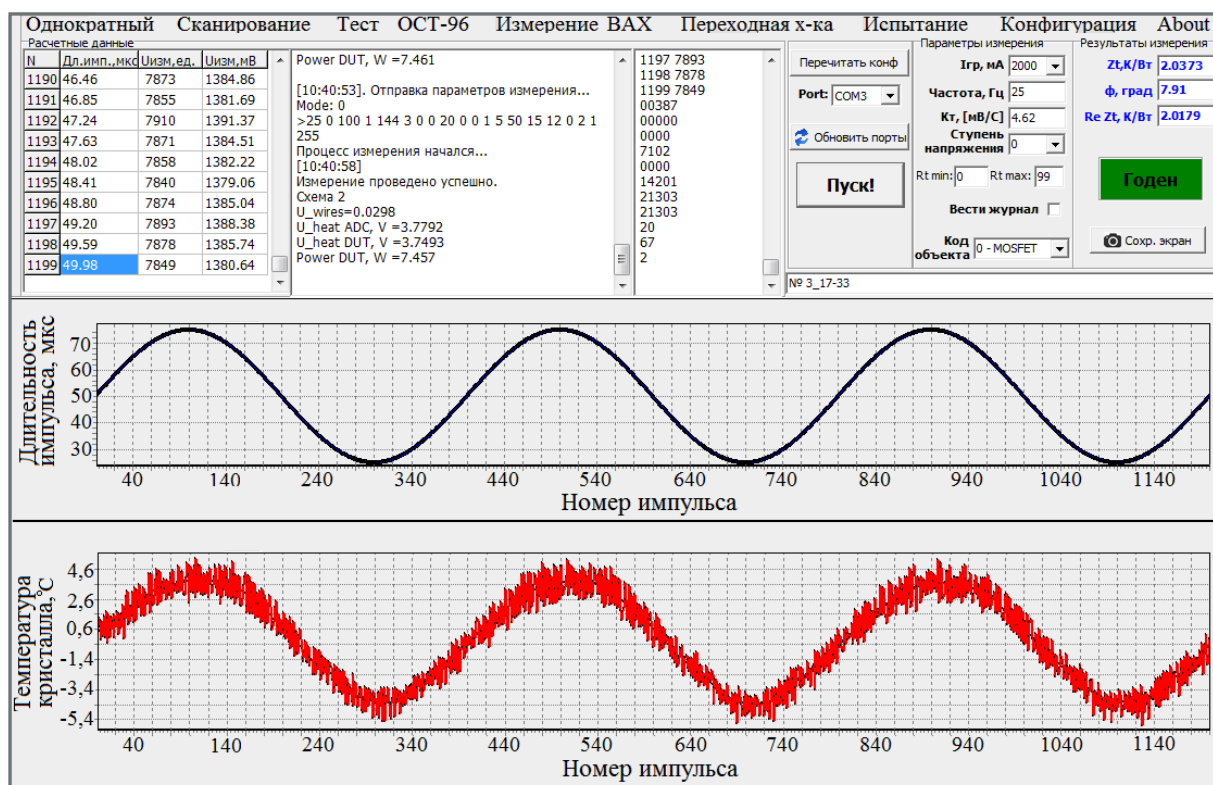 Однократный Сканирование Тест ОСТ-96 Измерение ВАХ Переходная х-ка Испытание Конфигурация About
Расчетные данные
N Дл.имп.,мкс Uизм,ед. Uизм,мВ
1190 46.46 7873 1384.86
1191 46.85 7855 1381.69
1192 47.24 7910 1391.37
1193 47.63 7871 1384.51
1194 48.02 7858 1382.22
1195 48.41 7840 1379.06
1196 48.80 7874 1385.04
1197 49.20 7893 1388.38
1198 49.59 7878 1385.74
1199 49.98 7849 1380.64
Power DUT, W =7.461
[10:40:53]. Отправка параметров измерения...
Mode: 0
>25 0 100 1 144 3 0 0 20 0 0 1 5 50 15 12 0 2 1
255
Процесс измерения начался...
[10:40:58]
Измерение проведено успешно.
Схема 2
U_wires=0.0298
U_heat ADC, V =3.7792
U_heat DUT, V =3.7493
Power DUT, W =7.457
1197 7893
1198 7878
1199 7849
00387
00000
0000
7102
0000
14201
21303
21303
20
67
2
Перечитать конф
Port: COM3
Обновить порты
Пуск!
Параметры измерения
Iгр, мА 2000
Частота, Гц 25
Кт, [мВ/С] 4.62
Ступень
напряжения 0
Rt min: 0 Rt max: 99
Вести журнал
Код
объекта 0 - MOSFET
Результаты измерения
Zt,К/Вт 2.0373
ф, град 7.91
Re Zt, К/Вт 2.0179
Годен
Сохр. экран
№ 3_17-33
Длительность
импульса, мкс
70
60
50
40
30
40 140 240 340 440 540 640 740 840 940 1040 1140
Номер импульса
Температура
кристалла,°С
4,6
2,6
0,6
-1,4
-3,4
-5,4
40 140 240 340 440 540 640 740 840 940 1040 1140
Номер импульса